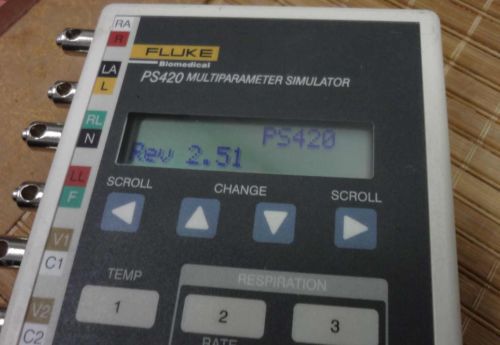 RA
R
LA
L
RL
N
LL
F
V1
C1
V2
C2
FLUKE
Biomedical
PS420 MULTIPARAMETER SIMULATOR
PS420
Rev 2.51
SCROLL CHANGE SCROLL
TEMP RESPIRATION
1 2 3
RATE